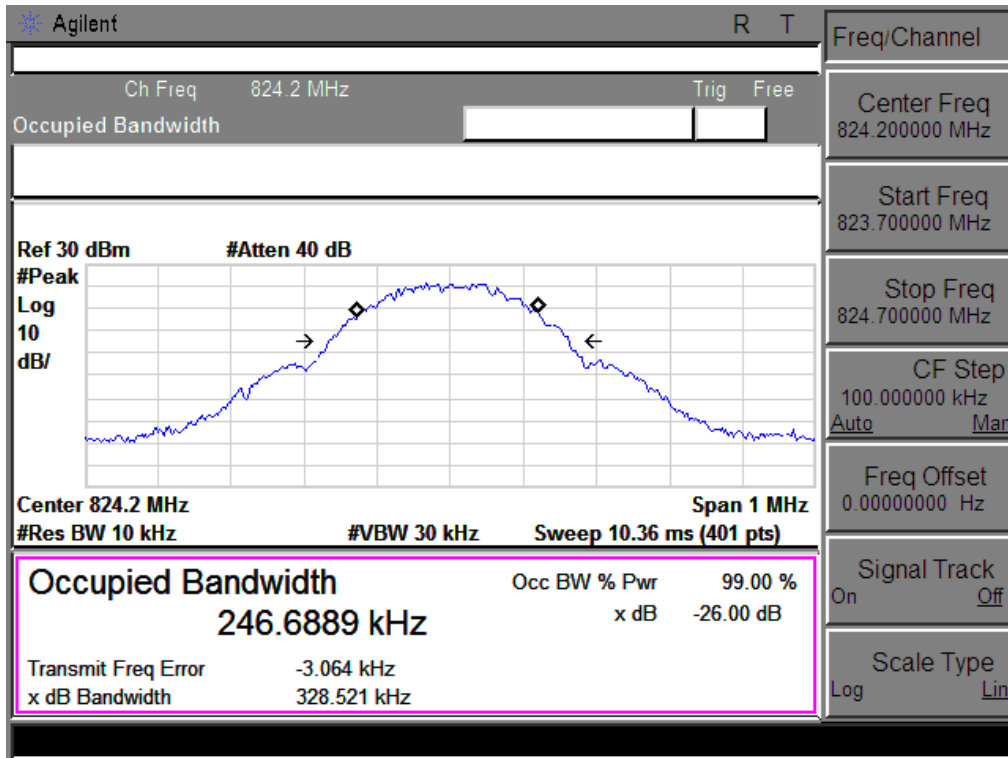 Agilent R T
Ch Freq 824.2 MHz Trig Free
Occupied Bandwidth
Ref 30 dBm #Atten 40 dB
#Peak
Log
10
dB/
Center 824.2 MHz Span 1 MHz
#Res BW 10 kHz #VBW 30 kHz Sweep 10.36 ms (401 pts)
Occupied Bandwidth
246.6889 kHz
Occ BW % Pwr 99.00 %
x dB -26.00 dB
Transmit Freq Error -3.064 kHz
x dB Bandwidth 328.521 kHz
Freq/Channel
Center Freq
824.200000 MHz
Start Freq
823.700000 MHz
Stop Freq
824.700000 MHz
CF Step
100.000000 kHz
Auto Man
Freq Offset
0.00000000 Hz
Signal Track
On Off
Scale Type
Log Lin